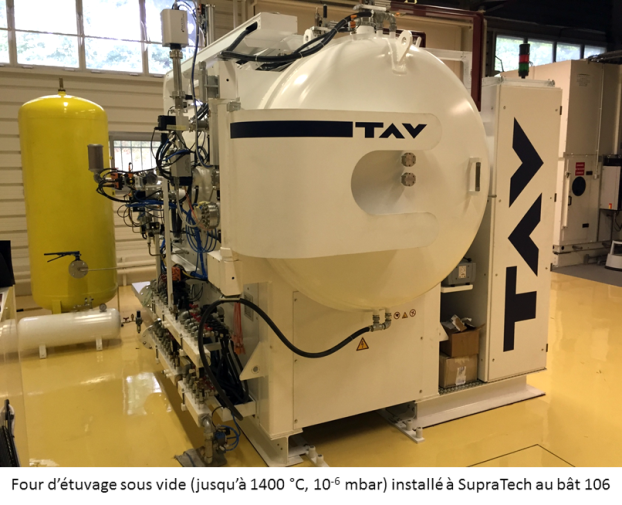 TAV
TAV
Four d'étuvage sous vide (jusqu'à 1400 °C, 10⁻⁶ mbar) installé à SupraTech au bât 106